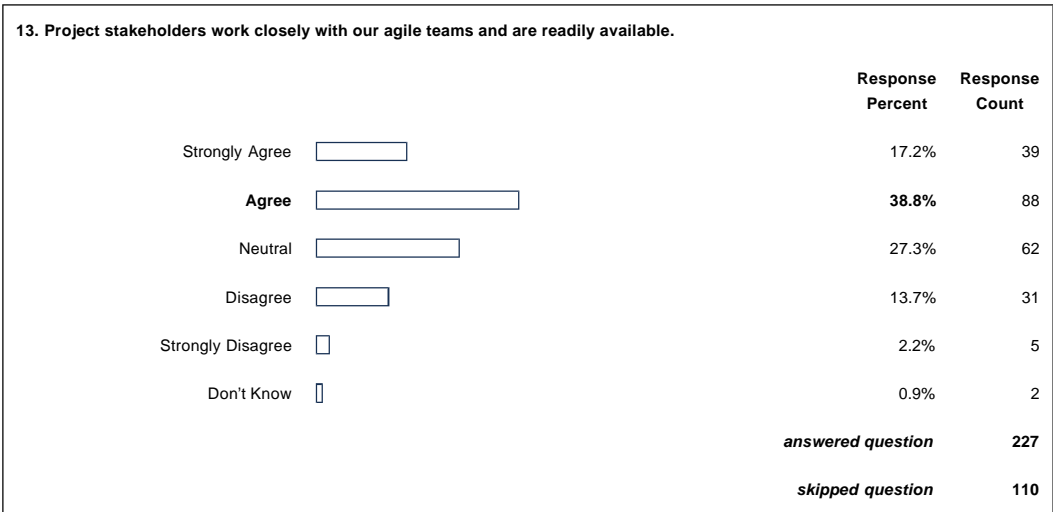 13. Project stakeholders work closely with our agile teams and are readily available.
Response Response
Percent Count
Strongly Agree 17.2% 39
Agree 38.8% 88
Neutral 27.3% 62
Disagree 13.7% 31
Strongly Disagree 2.2% 5
Don't Know 0.9% 2
answered question 227
skipped question 110